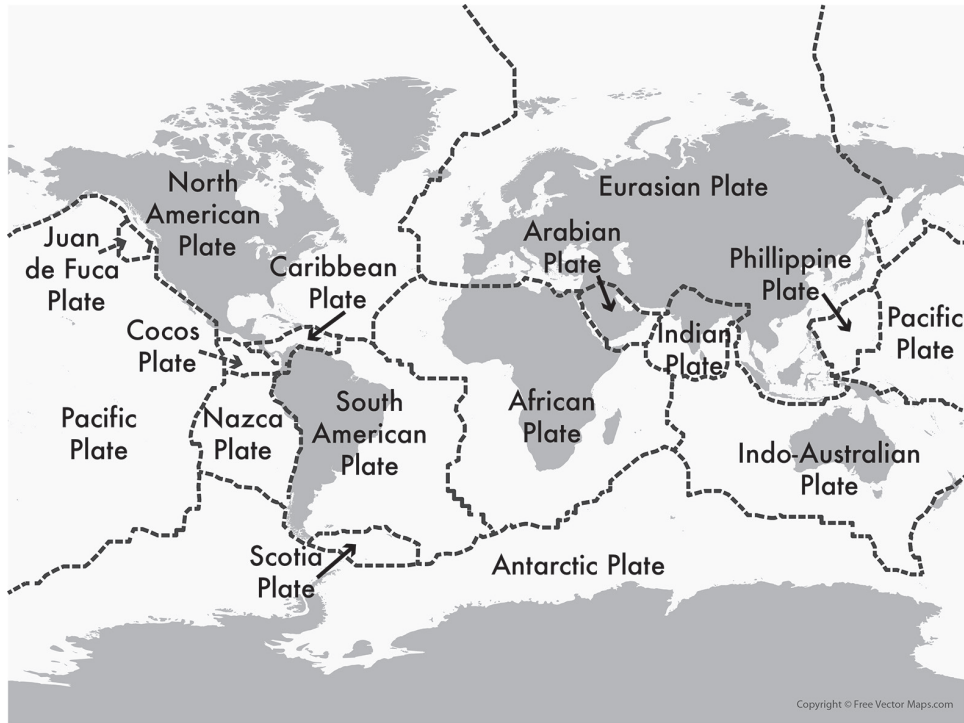 North
American
Plate
Eurasian Plate
Juan
de Fuca
Plate
Arabian
Plate
Caribbean
Plate
Phillippine
Plate
Cocos
Plate
Indian
Plate
Pacific
Plate
Pacific
Plate
Nazca
Plate
South
American
Plate
African
Plate
Indo-Australian
Plate
Scotia
Plate
Antarctic Plate
Copyright © Free Vector Maps.com